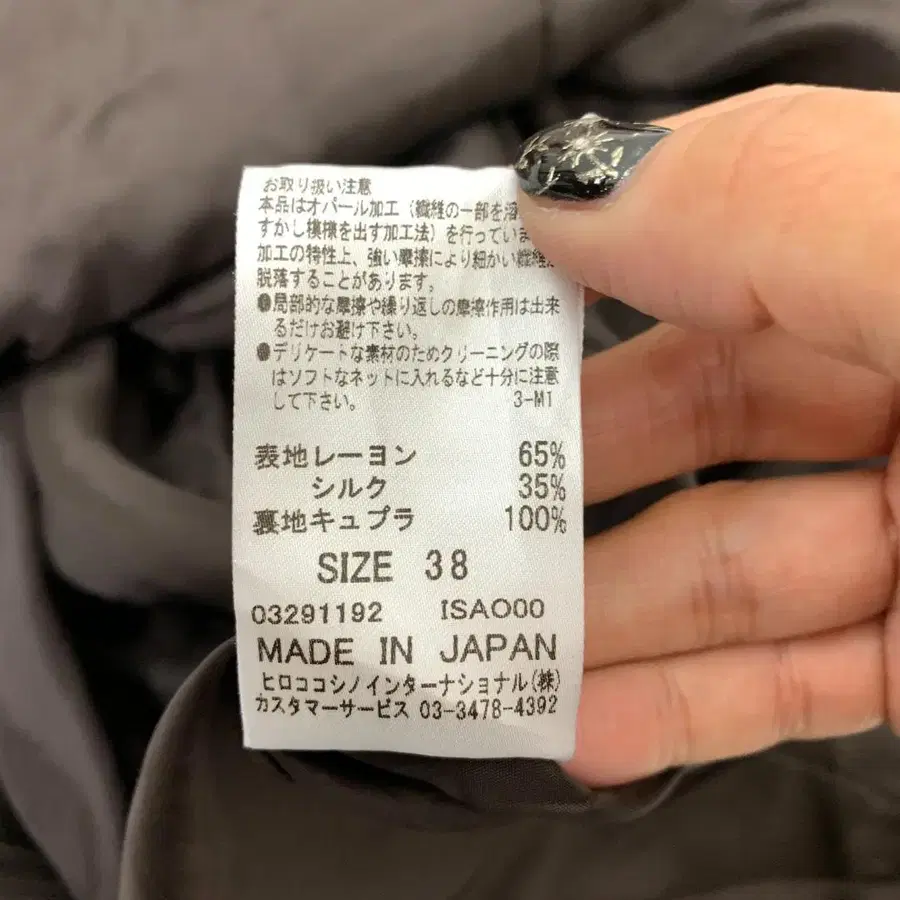 お取り扱い注意
本品はオパール加工(繊維の一部を溶
すかし模様を出す加工法)を行っていま
加工の特性上、強い摩擦により細かい繊維が
脱落することがあります。
●局部的な摩擦や繰り返しの摩擦作用は出来
るだけお避け下さい。
●デリケートな素材のためクリーニングの際
はソフトなネットに入れるなど十分に注意
して下さい。 3-M1
表地レーヨン 65%
シルク 35%
裏地キュプラ 100%
SIZE 38
03291192 ISAO00
MADE IN JAPAN
ヒロココシノインターナショナル(株)
カスタマーサービス 03-3478-4392